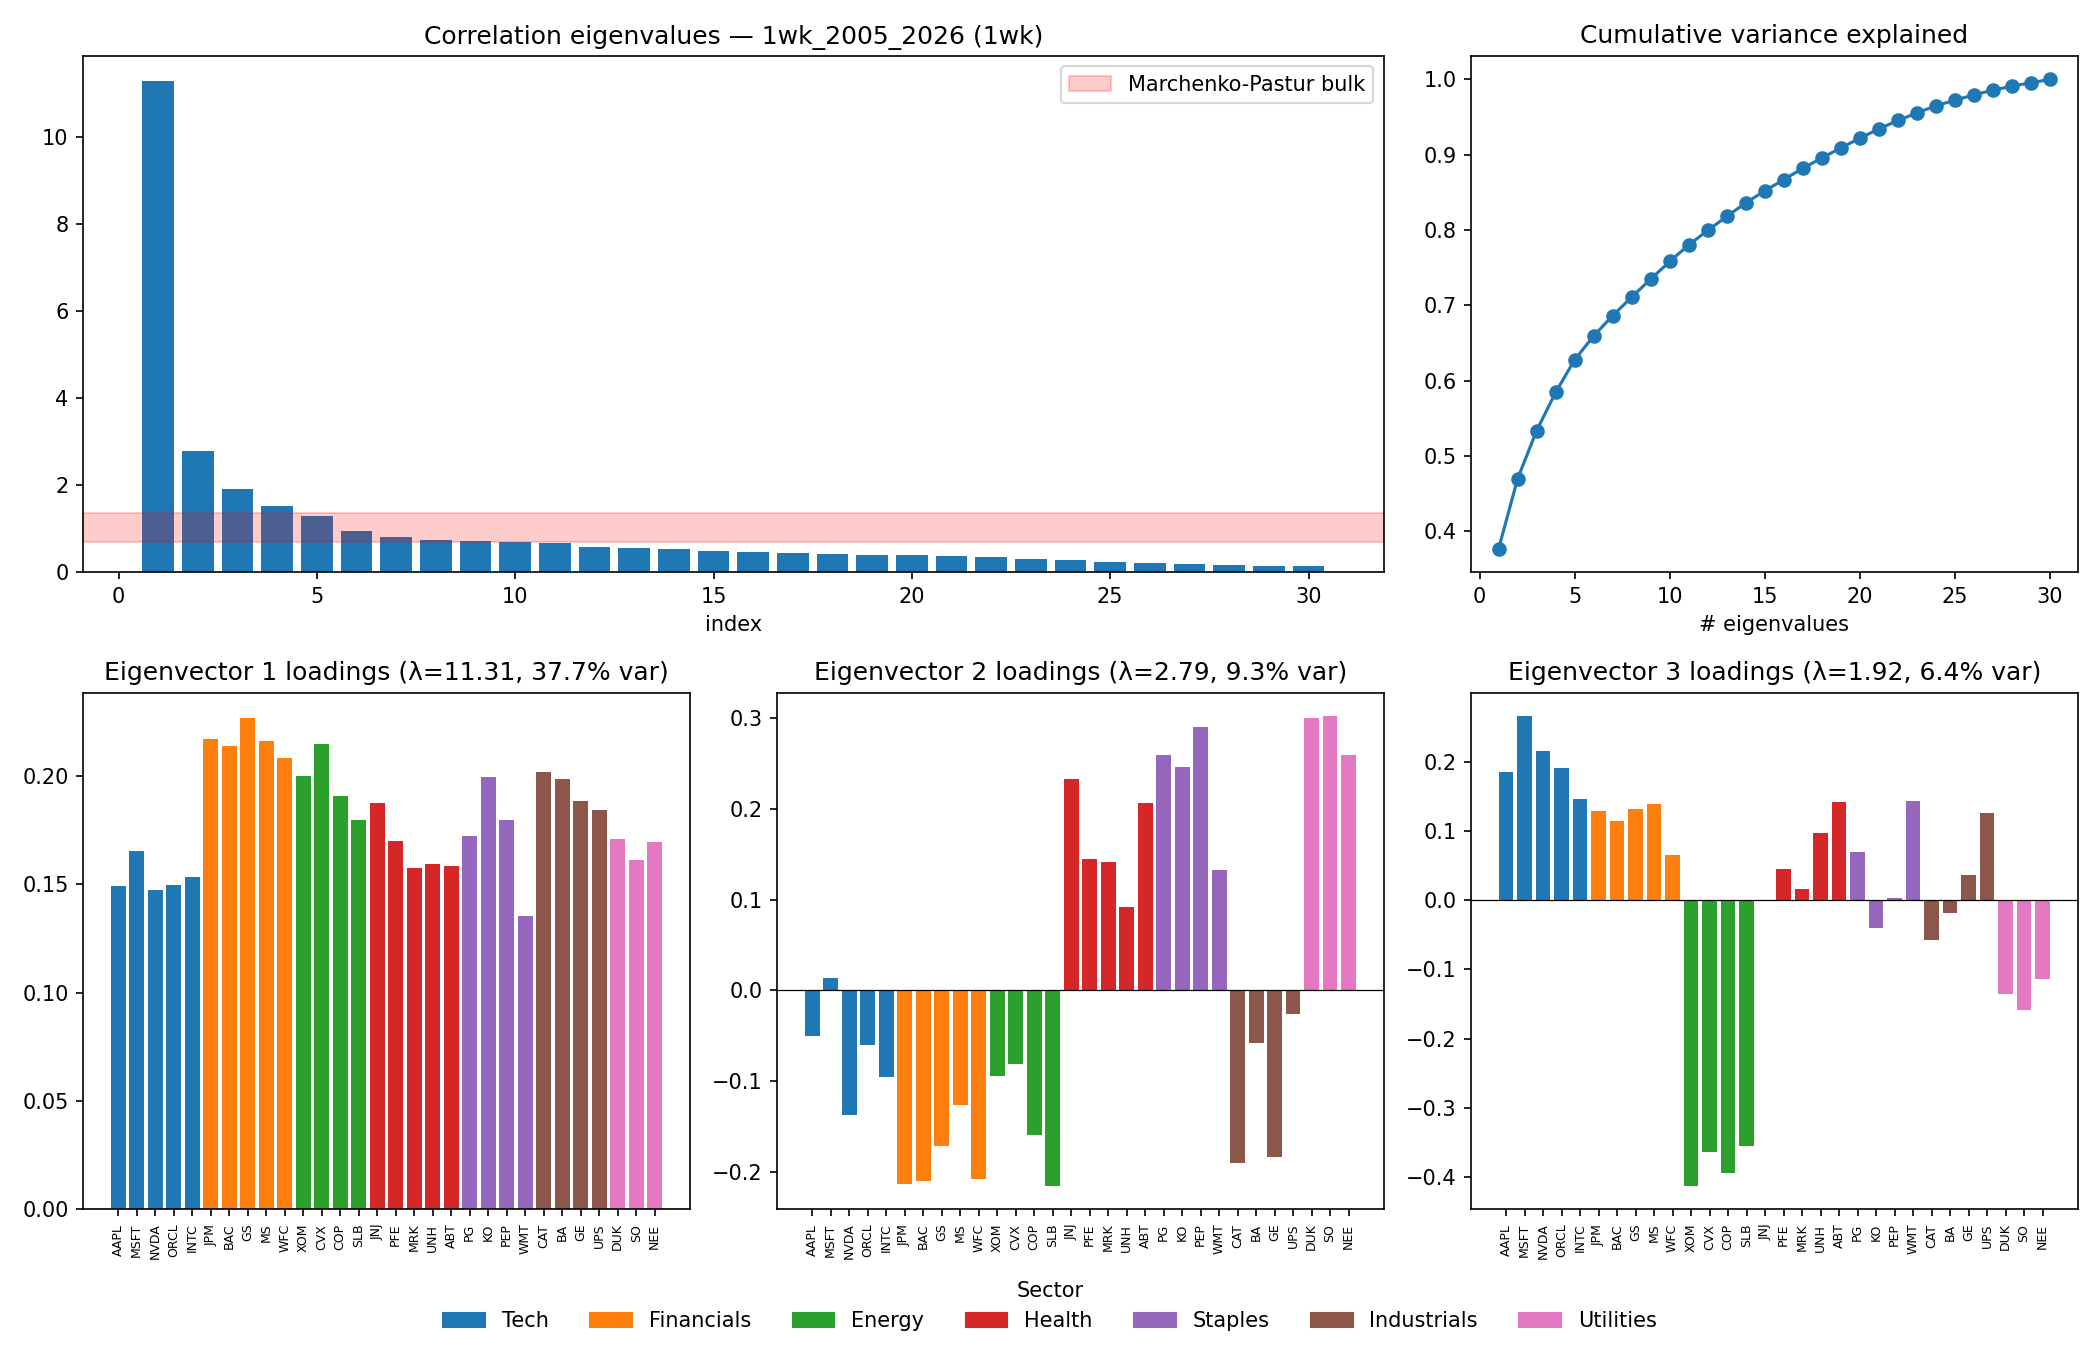 Correlation eigenvalues — 1wk_2005_2026 (1wk)
Marchenko-Pastur bulk
10
8
6
4
2
0
0 5 10 15 20 25 30
index
Cumulative variance explained
1.0
0.9
0.8
0.7
0.6
0.5
0.4
0 5 10 15 20 25 30
# eigenvalues
Eigenvector 1 loadings (λ=11.31, 37.7% var)
0.20
0.15
0.10
0.05
0.00
AAPL MSFT NVDA ORCL INTC JPM BAC GS MS WFC XOM CVX COP SLB JNJ PFE MRK UNH ABT PG KO PEP WMT CAT BA GE UPS DUK SO NEE
Eigenvector 2 loadings (λ=2.79, 9.3% var)
0.3
0.2
0.1
0.0
−0.1
−0.2
AAPL MSFT NVDA ORCL INTC JPM BAC GS MS WFC XOM CVX COP SLB JNJ PFE MRK UNH ABT PG KO PEP WMT CAT BA GE UPS DUK SO NEE
Eigenvector 3 loadings (λ=1.92, 6.4% var)
0.2
0.1
0.0
−0.1
−0.2
−0.3
−0.4
AAPL MSFT NVDA ORCL INTC JPM BAC GS MS WFC XOM CVX COP SLB JNJ PFE MRK UNH ABT PG KO PEP WMT CAT BA GE UPS DUK SO NEE
Sector
Tech Financials Energy Health Staples Industrials Utilities